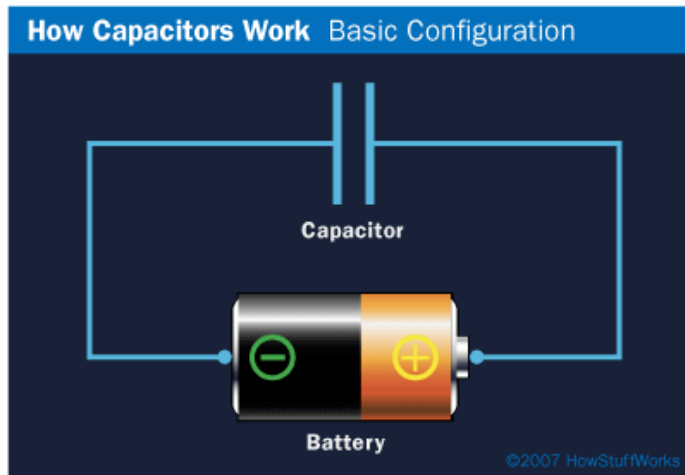 How Capacitors Work Basic Configuration
Capacitor
Battery
©2007 HowStuffWorks